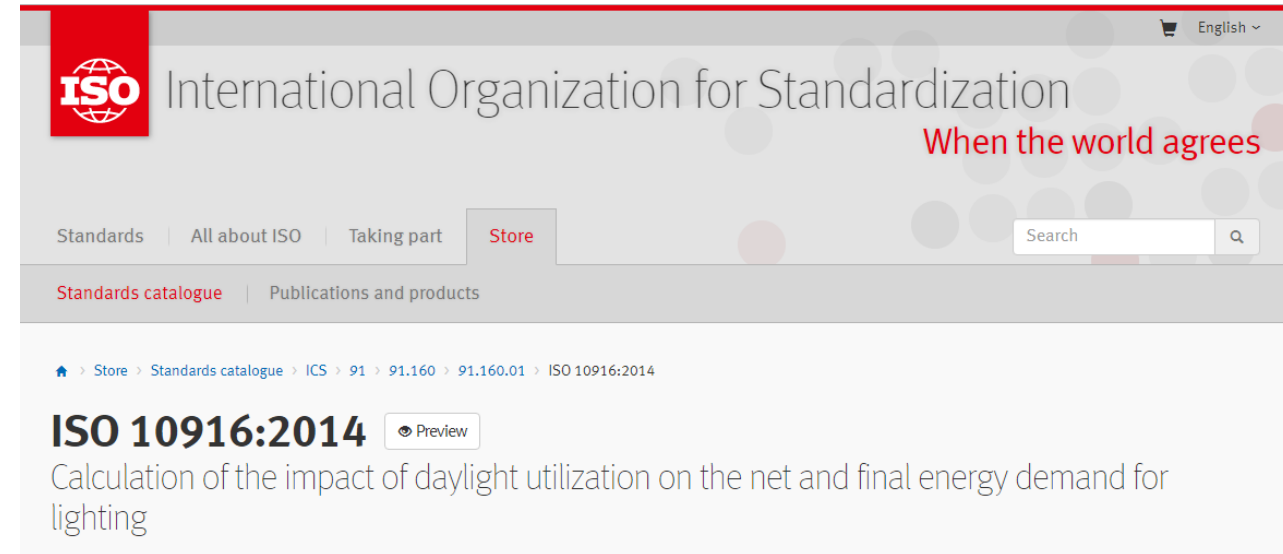 English
ISO
International Organization for Standardization
When the world agrees
Standards | All about ISO | Taking part Store
Search
Standards catalogue | Publications and products
> Store > Standards catalogue > ICS > 91 > 91.160 > 91.160.01 > ISO 10916:2014
ISO 10916:2014 Preview
Calculation of the impact of daylight utilization on the net and final energy demand for
lighting